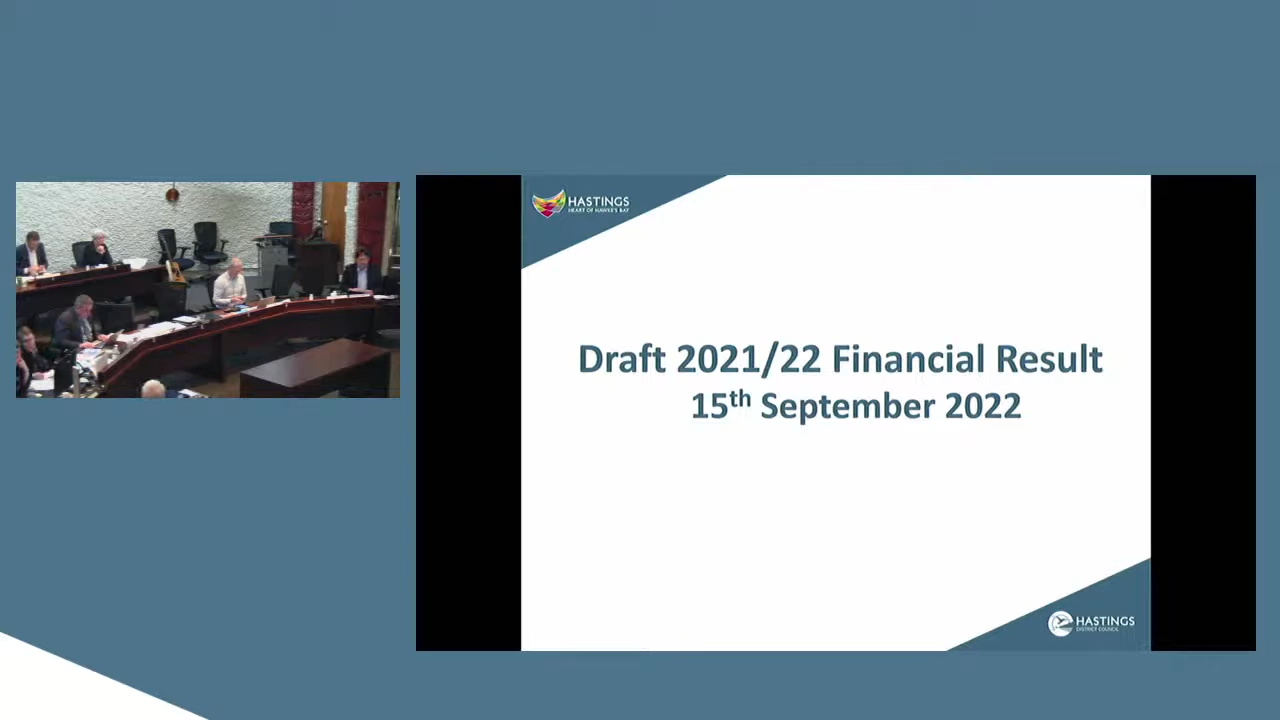 HASTINGS
HEART OF HAWKE'S BAY
Draft 2021/22 Financial Result
15th September 2022
HASTINGS
DISTRICT COUNCIL